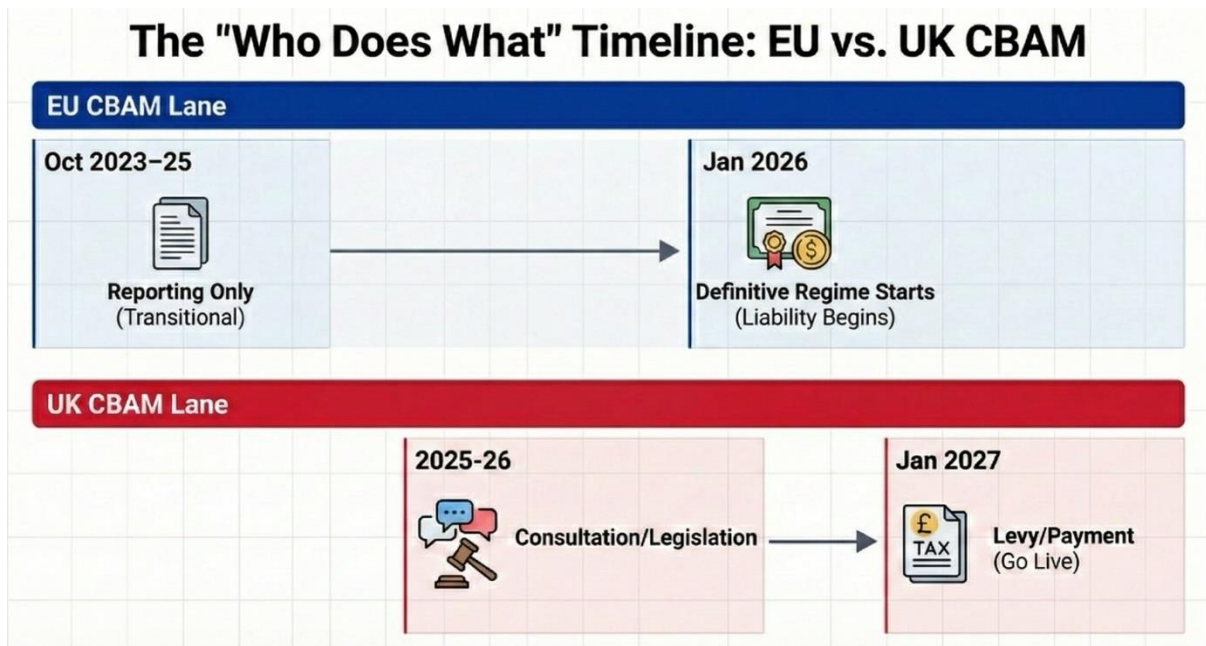 The "Who Does What" Timeline: EU vs. UK CBAM
EU CBAM Lane
Oct 2023–25
Reporting Only
(Transitional)
Jan 2026
$
Definitive Regime Starts
(Liability Begins)
UK CBAM Lane
2025-26
Consultation/Legislation
Jan 2027
£
TAX
Levy/Payment
(Go Live)